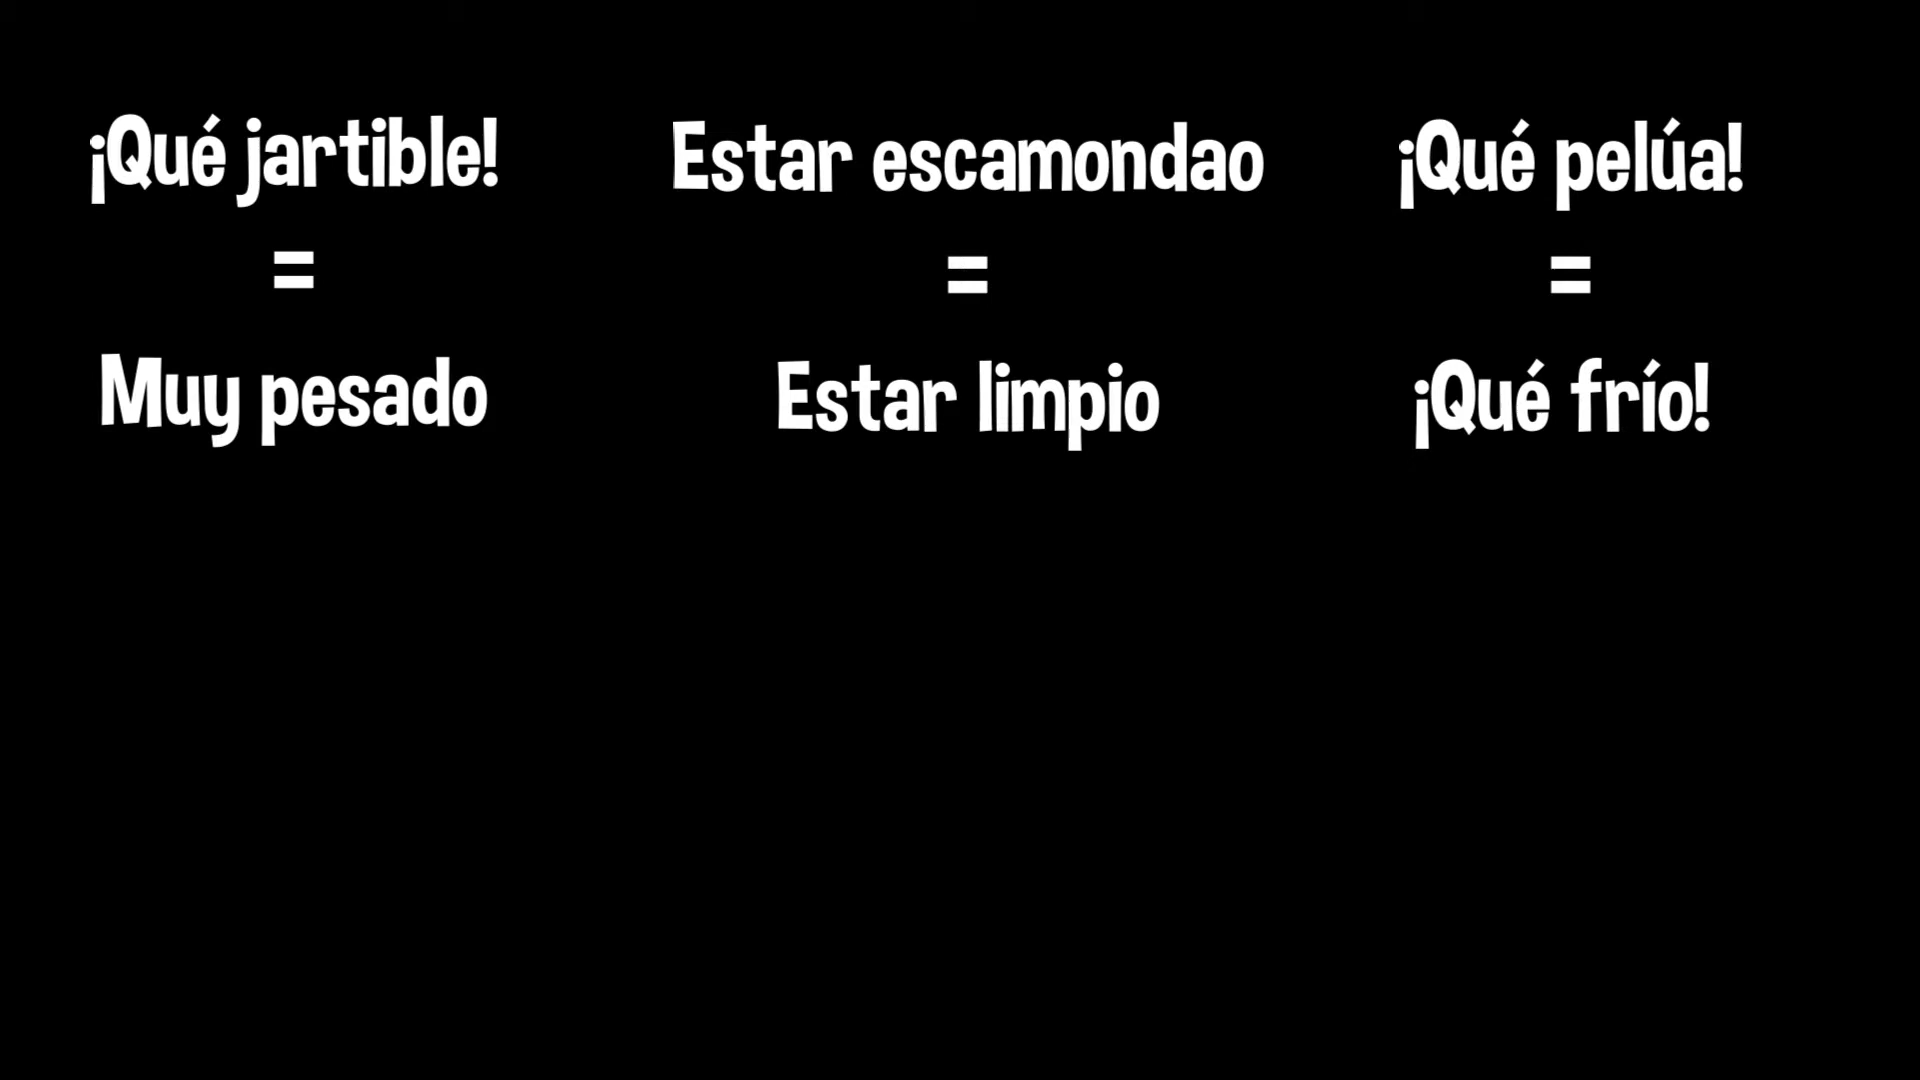 ¡Qué jartible!
=
Muy pesado
Estar escamondao
=
Estar limpio
¡Qué pelúa!
=
¡Qué frío!